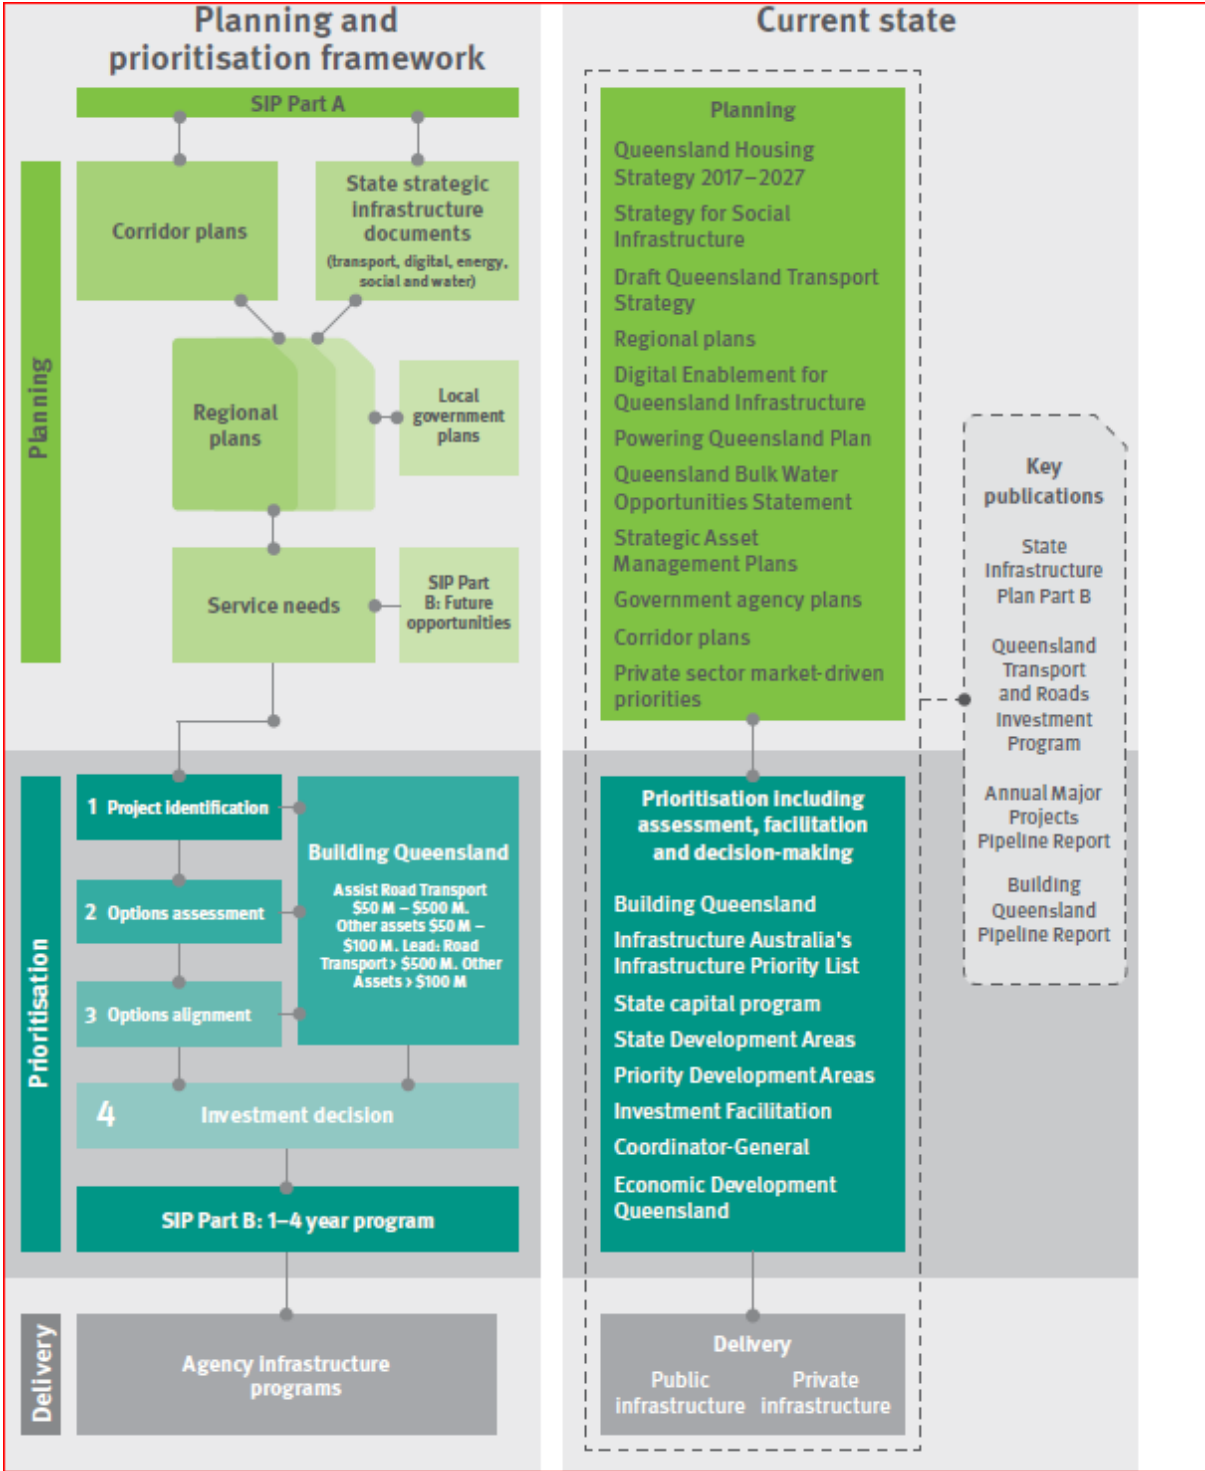 Planning and
prioritisation framework
SIP Part A
Planning
Corridor plans
State strategic
infrastructure
documents
(transport, digital, energy,
social and water)
Regional
plans
Local
government
plans
Service needs
SIP Part
B: Future
opportunities
Prioritisation
1 Project identification
2 Options assessment
3 Options alignment
Building Queensland
Assist Road Transport
$50 M – $500 M.
Other assets $50 M –
$100 M. Lead: Road
Transport > $500 M. Other
Assets > $100 M
4 Investment decision
SIP Part B: 1–4 year program
Delivery
Agency infrastructure
programs
Current state
Planning
Queensland Housing
Strategy 2017–2027
Strategy for Social
Infrastructure
Draft Queensland Transport
Strategy
Regional plans
Digital Enablement for
Queensland Infrastructure
Powering Queensland Plan
Queensland Bulk Water
Opportunities Statement
Strategic Asset
Management Plans
Government agency plans
Corridor plans
Private sector market-driven
priorities
Prioritisation including
assessment, facilitation
and decision-making
Building Queensland
Infrastructure Australia's
Infrastructure Priority List
State capital program
State Development Areas
Priority Development Areas
Investment Facilitation
Coordinator-General
Economic Development
Queensland
Delivery
Public
infrastructure
Private
infrastructure
Key
publications
State
Infrastructure
Plan Part B
Queensland
Transport
and Roads
Investment
Program
Annual Major
Projects
Pipeline Report
Building
Queensland
Pipeline Report